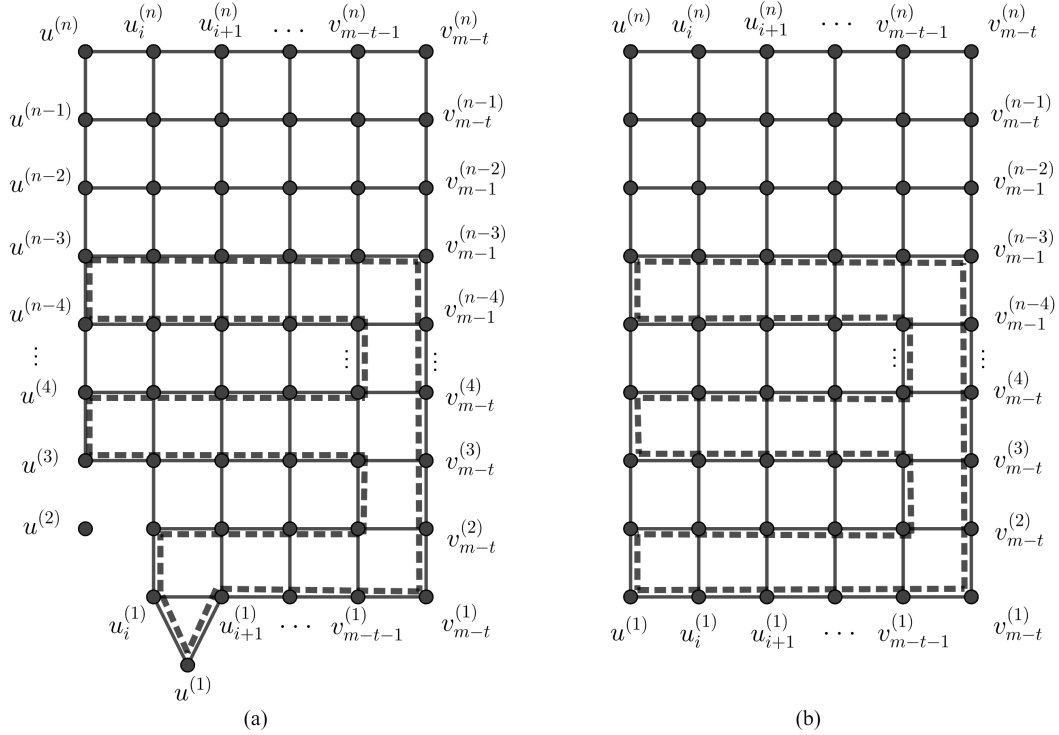 u^{(n)} u_i^{(n)} u_{i+1}^{(n)} ⋯ v_{m-t-1}^{(n)} v_{m-t}^{(n)}
u^{(n-1)} v_{m-t}^{(n-1)}
u^{(n-2)} v_{m-1}^{(n-2)}
u^{(n-3)} v_{m-1}^{(n-3)}
u^{(n-4)} v_{m-1}^{(n-4)}
⋮ ⋮ ⋮
u^{(4)} v_{m-t}^{(4)}
u^{(3)} v_{m-t}^{(3)}
u^{(2)} v_{m-t}^{(2)}
u_i^{(1)} u_{i+1}^{(1)} ⋯ v_{m-t-1}^{(1)} v_{m-t}^{(1)}
u^{(1)}
(a)
u^{(n)} u_i^{(n)} u_{i+1}^{(n)} ⋯ v_{m-t-1}^{(n)} v_{m-t}^{(n)}
v_{m-t}^{(n-1)}
v_{m-1}^{(n-2)}
v_{m-1}^{(n-3)}
v_{m-1}^{(n-4)}
⋮ ⋮
v_{m-t}^{(4)}
v_{m-t}^{(3)}
v_{m-t}^{(2)}
u^{(1)} u_i^{(1)} u_{i+1}^{(1)} ⋯ v_{m-t-1}^{(1)} v_{m-t}^{(1)}
(b)